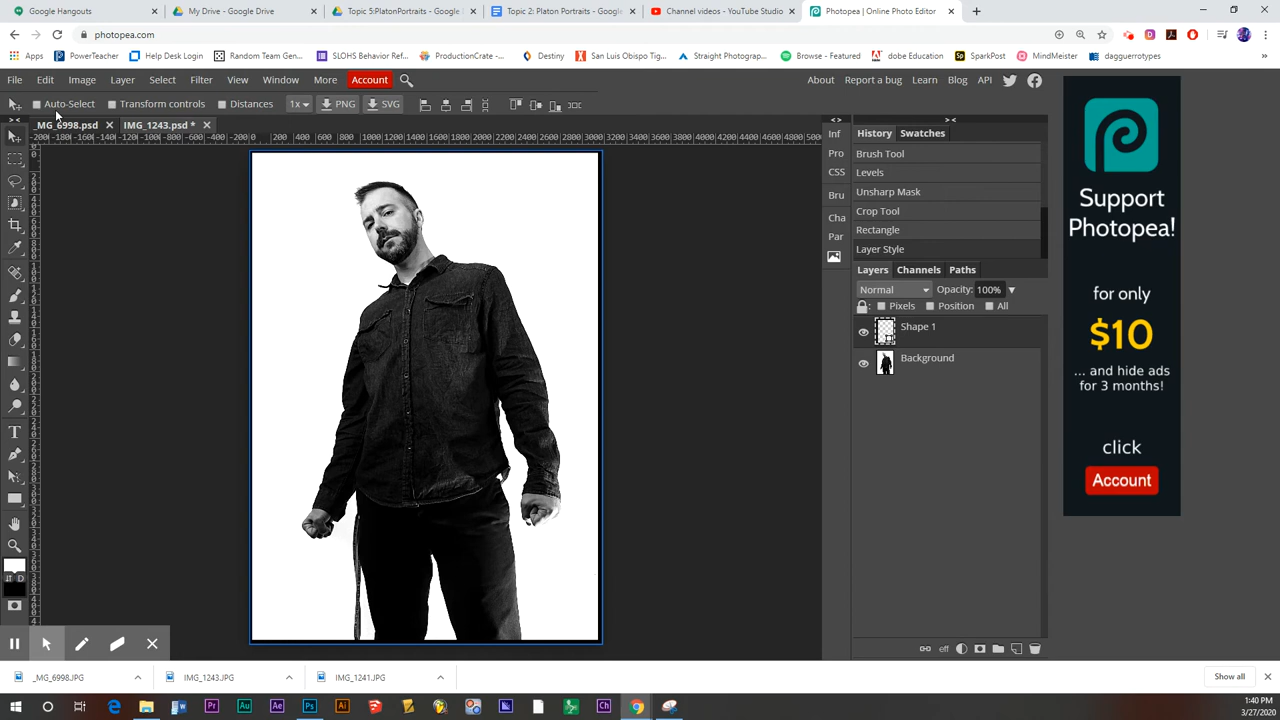 Google Hangouts
My Drive - Google Drive
Topic 5:PlatonPortraits - Google
Topic 2: Platon Portraits - Google
Channel videos - YouTube Studio
Photopea | Online Photo Editor
photopea.com
Apps
PowerTeacher
Help Desk Login
Random Team Gen...
SLOHS Behavior Ref...
ProductionCrate - E...
Destiny
San Luis Obispo Tig...
Straight Photograp...
Browse - Featured
adobe Education
SparkPost
MindMeister
dagguerrotypes
File Edit Image Layer Select Filter View Window More Account
About Report a bug Learn Blog API
Auto-Select Transform controls Distances 1x PNG SVG
_MG_6998.psd
IMG_1243.psd *
Inf
Pro
CSS
Bru
Cha
Par
History Swatches
Brush Tool
Levels
Unsharp Mask
Crop Tool
Rectangle
Layer Style
Layers Channels Paths
Normal Opacity: 100%
Pixels Position All
Shape 1
Background
eff
Support
Photopea!
for only
$10
... and hide ads
for 3 months!
click
Account
_MG_6998.JPG
IMG_1243.JPG
IMG_1241.JPG
Show all
1:40 PM
3/27/2020